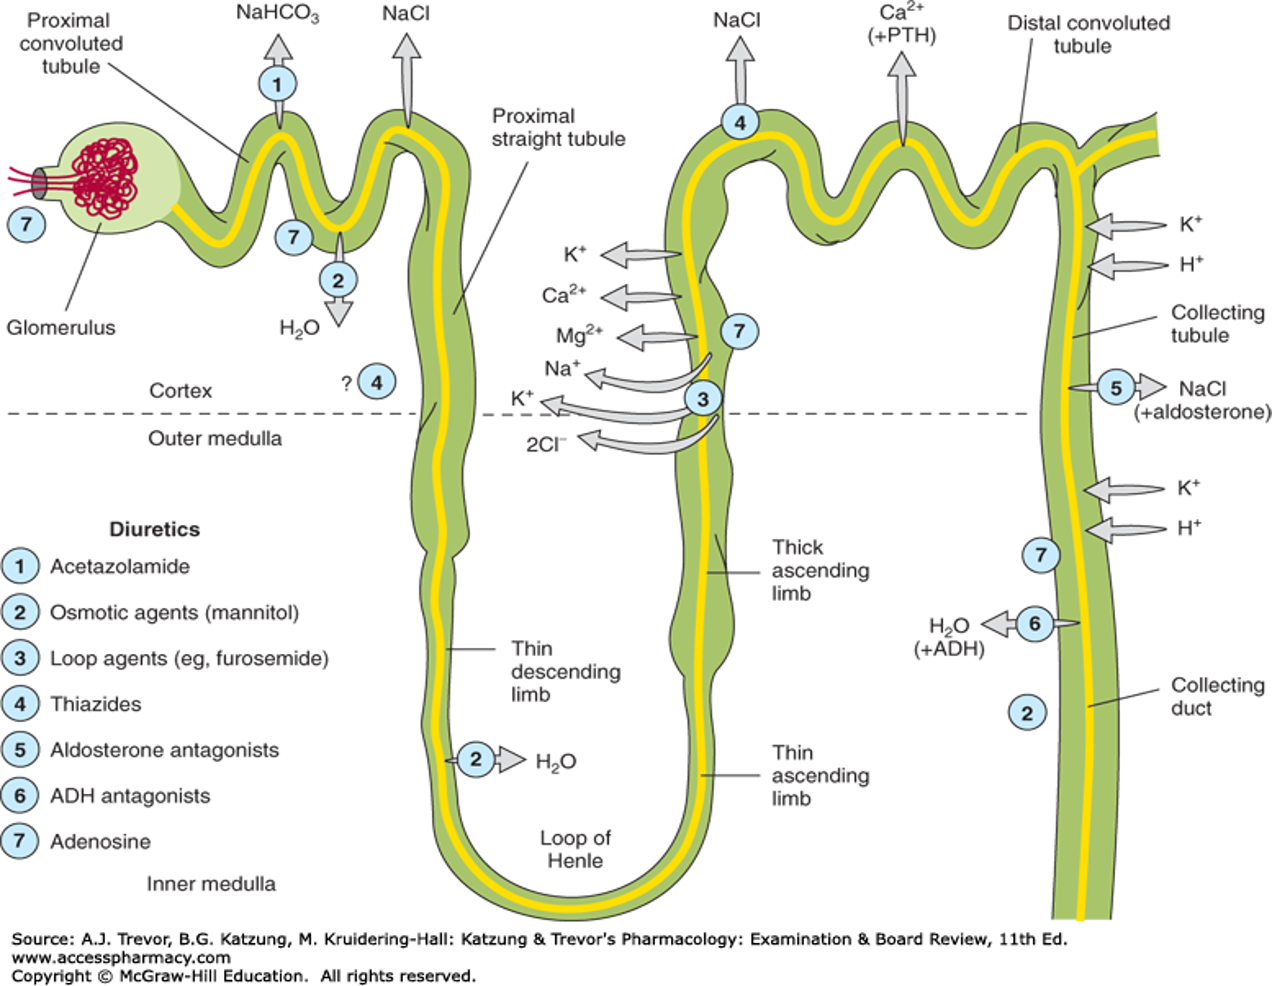 Proximal
convoluted
tubule
NaHCO₃
NaCl
NaCl
Ca²⁺
(+PTH)
Distal convoluted
tubule
1
4
Proximal
straight tubule
7
7
2
H₂O
Glomerulus
K⁺
Ca²⁺
Mg²⁺
Na⁺
K⁺
2Cl⁻
7
3
K⁺
H⁺
Collecting
tubule
5
NaCl
(+aldosterone)
? 4
Cortex
Outer medulla
K⁺
H⁺
Diuretics
1 Acetazolamide
2 Osmotic agents (mannitol)
3 Loop agents (eg, furosemide)
4 Thiazides
5 Aldosterone antagonists
6 ADH antagonists
7 Adenosine
Thick
ascending
limb
7
H₂O
(+ADH)
6
Thin
descending
limb
2
Collecting
duct
2
H₂O
Thin
ascending
limb
Loop of
Henle
Inner medulla
Source: A.J. Trevor, B.G. Katzung, M. Kruidering-Hall: Katzung & Trevor's Pharmacology: Examination & Board Review, 11th Ed.
www.accesspharmacy.com
Copyright © McGraw-Hill Education. All rights reserved.